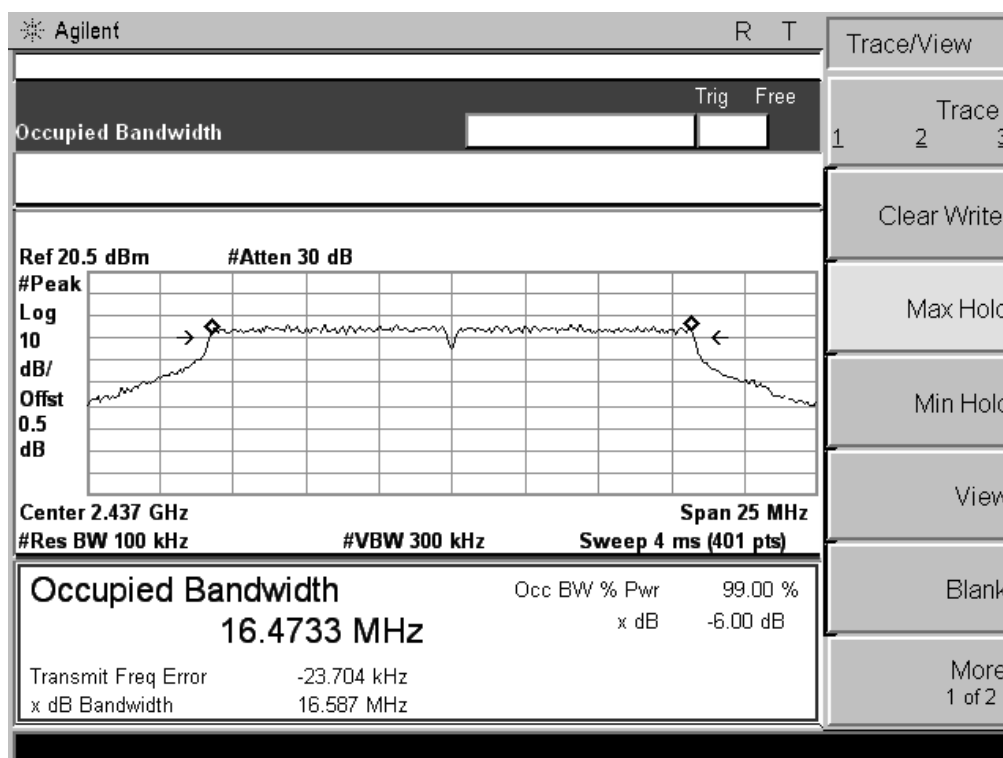 Agilent R T
Trace/View
Trig Free
Occupied Bandwidth
Trace
1 2 3
Clear Write
Max Hold
Min Hold
View
Blank
More
1 of 2
Ref 20.5 dBm #Atten 30 dB
#Peak
Log
10
dB/
Offst
0.5
dB
Center 2.437 GHz Span 25 MHz
#Res BW 100 kHz #VBW 300 kHz Sweep 4 ms (401 pts)
Occupied Bandwidth Occ BW % Pwr 99.00 %
16.4733 MHz x dB -6.00 dB
Transmit Freq Error -23.704 kHz
x dB Bandwidth 16.587 MHz